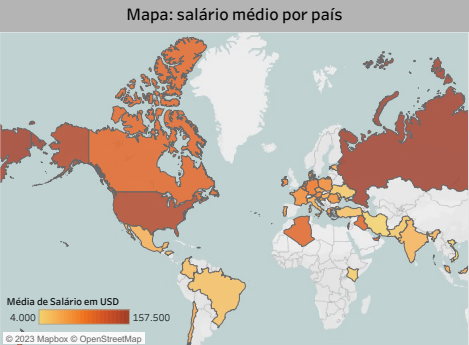 Mapa: salário médio por país
Média de Salário em USD
4.000 157.500
© 2023 Mapbox © OpenStreetMap